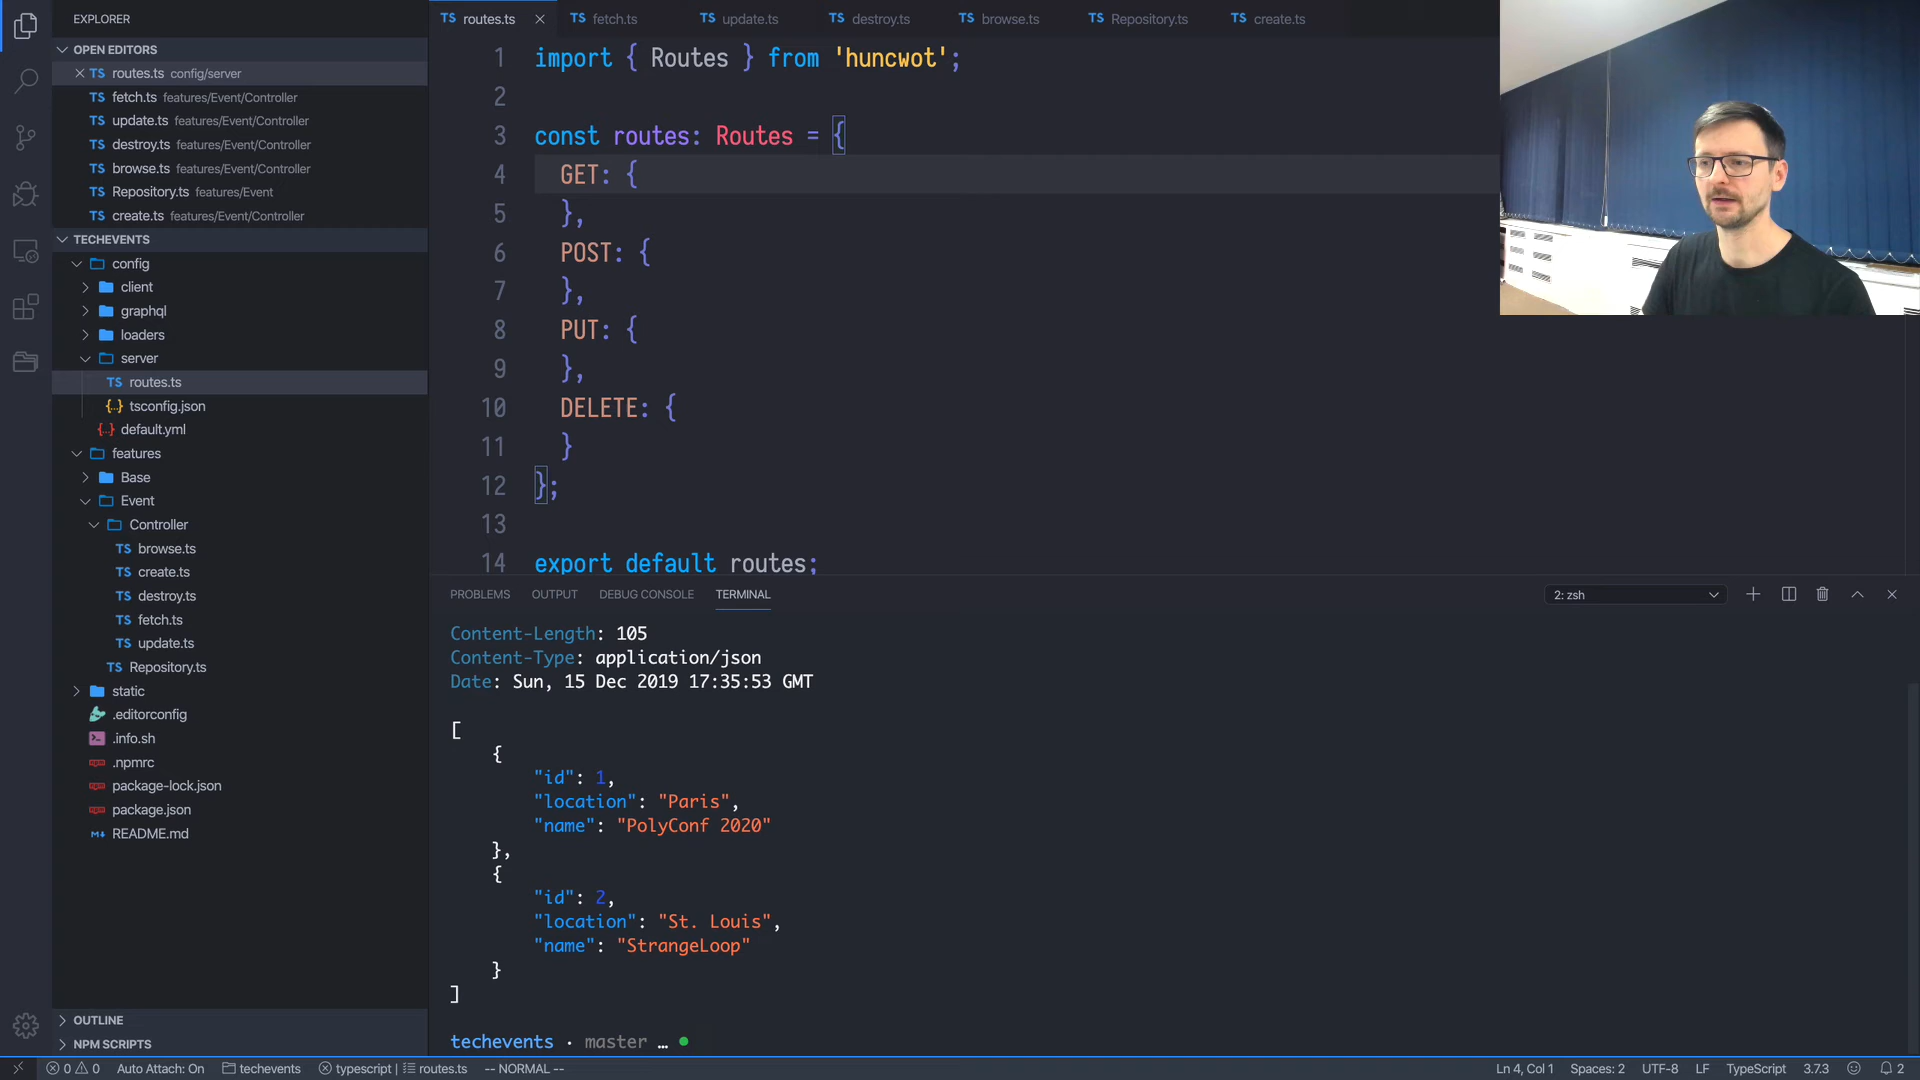 EXPLORER
OPEN EDITORS
TS routes.ts config/server
TS fetch.ts features/Event/Controller
TS update.ts features/Event/Controller
TS destroy.ts features/Event/Controller
TS browse.ts features/Event/Controller
TS Repository.ts features/Event
TS create.ts features/Event/Controller
TECHEVENTS
config
client
graphql
loaders
server
TS routes.ts
{..} tsconfig.json
{..} default.yml
features
Base
Event
Controller
TS browse.ts
TS create.ts
TS destroy.ts
TS fetch.ts
TS update.ts
TS Repository.ts
static
.editorconfig
.info.sh
.npmrc
package-lock.json
package.json
README.md
OUTLINE
NPM SCRIPTS
TS routes.ts TS fetch.ts TS update.ts TS destroy.ts TS browse.ts TS Repository.ts TS create.ts
1 import { Routes } from 'huncwot';
2
3 const routes: Routes = {
4 GET: {
5 },
6 POST: {
7 },
8 PUT: {
9 },
10 DELETE: {
11 }
12 };
13
14 export default routes;
PROBLEMS OUTPUT DEBUG CONSOLE TERMINAL 2: zsh
Content-Length: 105
Content-Type: application/json
Date: Sun, 15 Dec 2019 17:35:53 GMT
[
{
"id": 1,
"location": "Paris",
"name": "PolyConf 2020"
},
{
"id": 2,
"location": "St. Louis",
"name": "StrangeLoop"
}
]
techevents · master …
0 0 Auto Attach: On techevents typescript | routes.ts -- NORMAL -- Ln 4, Col 1 Spaces: 2 UTF-8 LF TypeScript 3.7.3 2